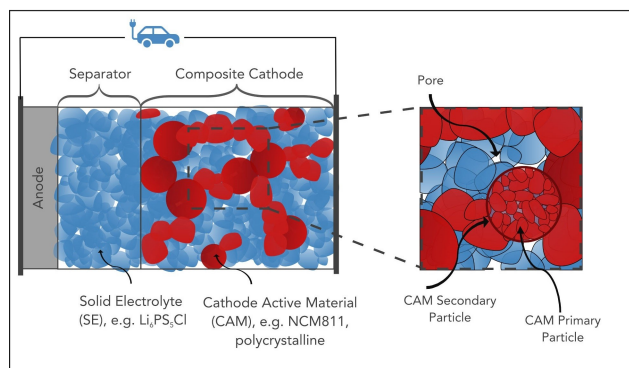 Separator
Composite Cathode
Anode
Solid Electrolyte
(SE), e.g. Li₆PS₅Cl
Cathode Active Material
(CAM), e.g. NCM811,
polycrystalline
Pore
CAM Secondary
Particle
CAM Primary
Particle